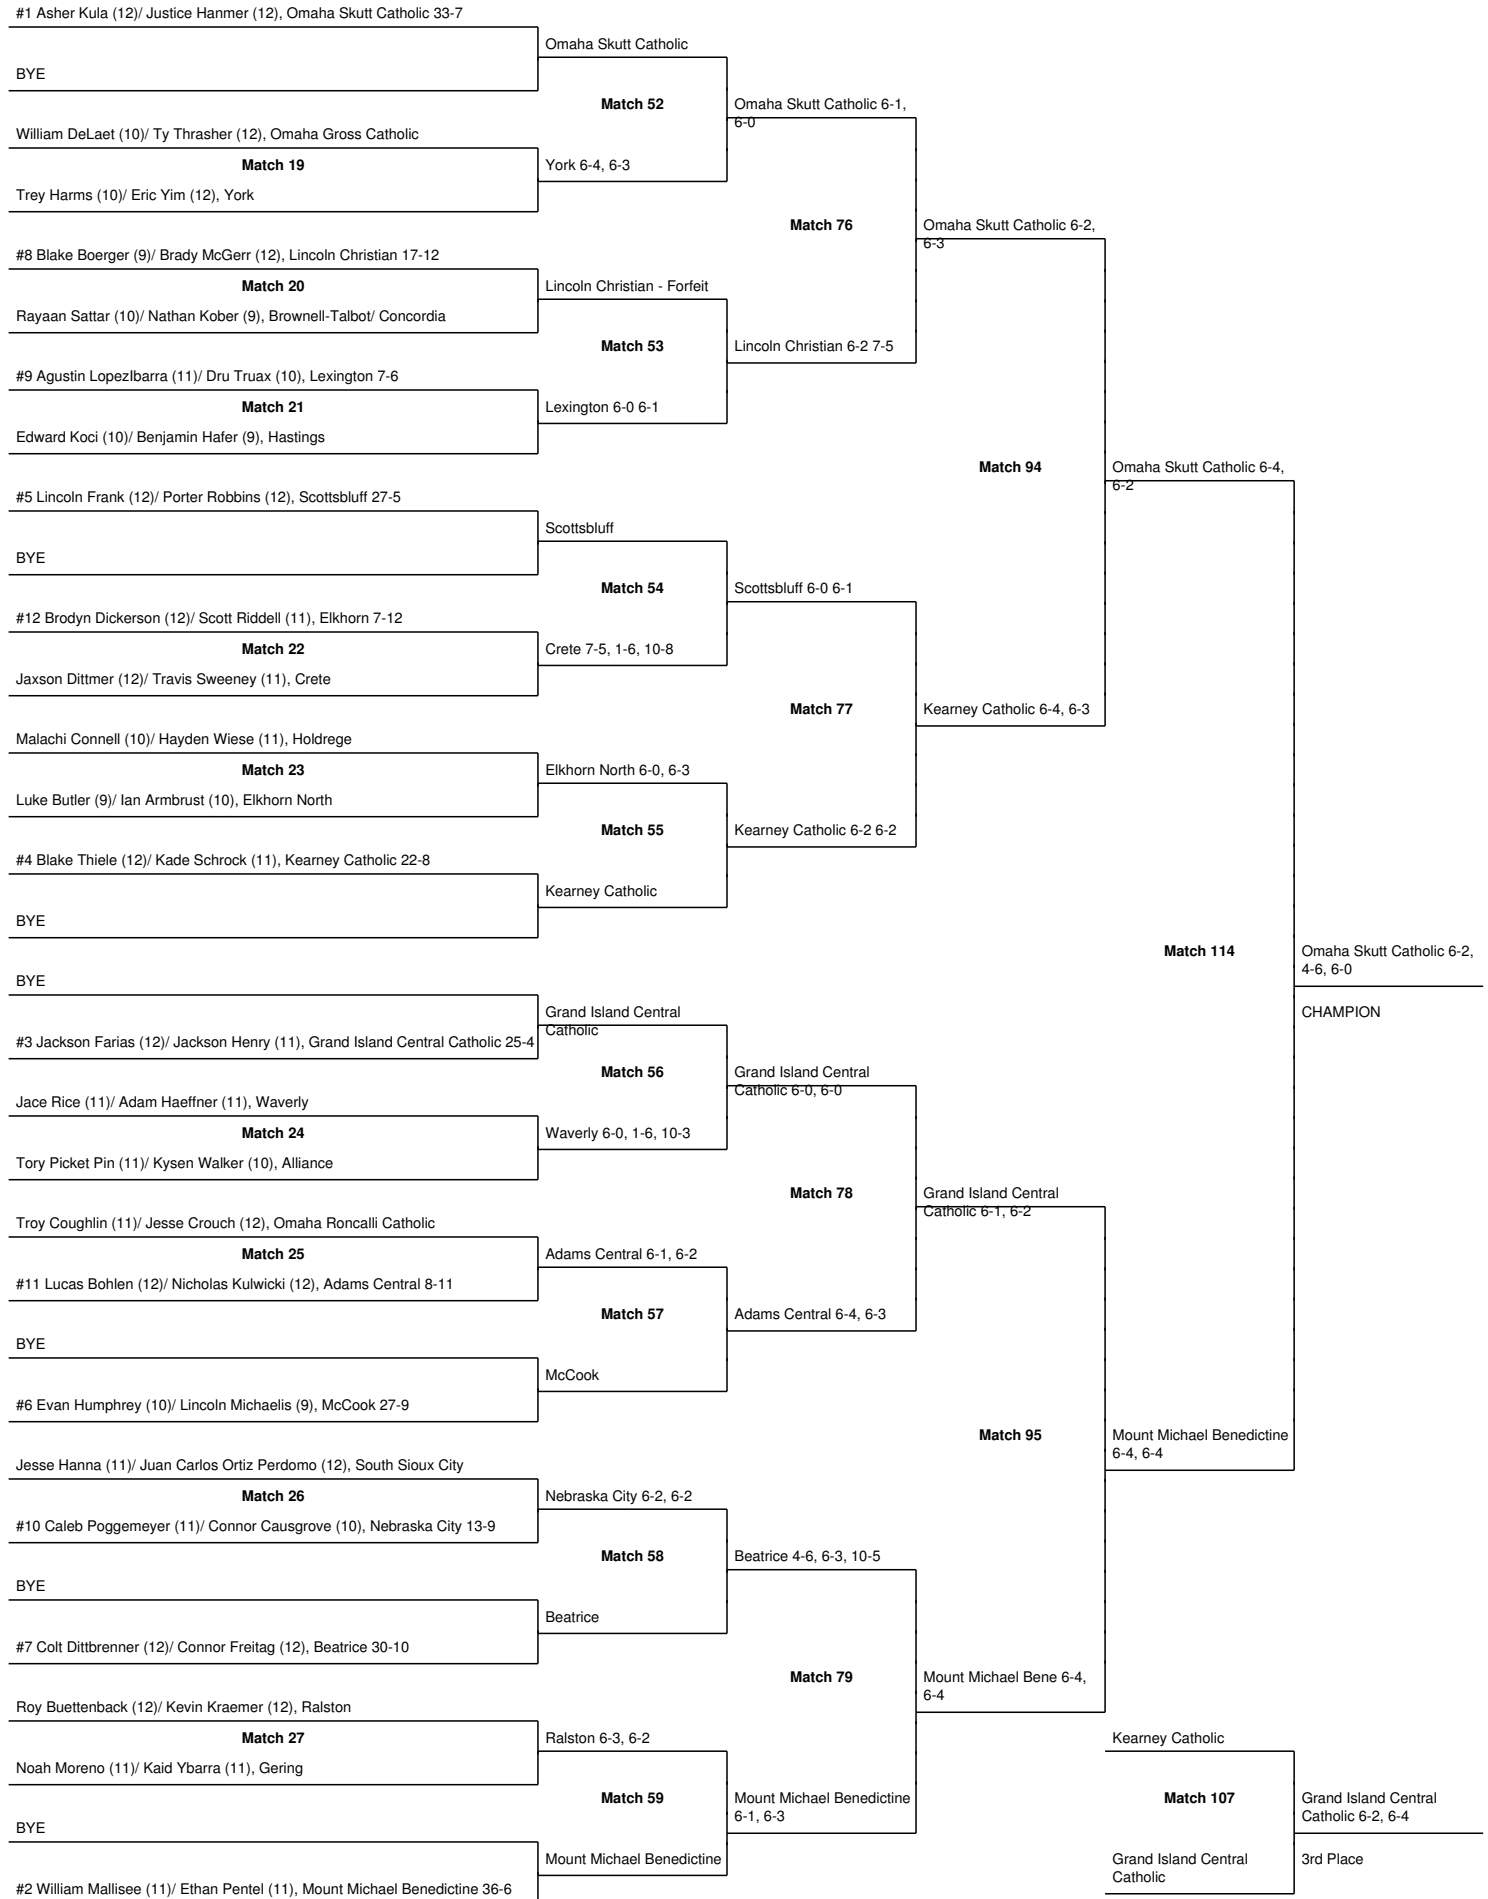 #1 Asher Kula (12)/ Justice Hanmer (12), Omaha Skutt Catholic 33-7
Omaha Skutt Catholic
BYE
Match 52
Omaha Skutt Catholic 6-1,
6-0
William DeLaet (10)/ Ty Thrasher (12), Omaha Gross Catholic
Match 19
York 6-4, 6-3
Trey Harms (10)/ Eric Yim (12), York
Match 76
Omaha Skutt Catholic 6-2,
6-3
#8 Blake Boerger (9)/ Brady McGerr (12), Lincoln Christian 17-12
Match 20
Lincoln Christian - Forfeit
Rayaan Sattar (10)/ Nathan Kober (9), Brownell-Talbot/ Concordia
Match 53
Lincoln Christian 6-2 7-5
#9 Agustin LopezIbarra (11)/ Dru Truax (10), Lexington 7-6
Match 21
Lexington 6-0 6-1
Edward Koci (10)/ Benjamin Hafer (9), Hastings
Match 94
Omaha Skutt Catholic 6-4,
6-2
#5 Lincoln Frank (12)/ Porter Robbins (12), Scottsbluff 27-5
Scottsbluff
BYE
Match 54
Scottsbluff 6-0 6-1
#12 Brodyn Dickerson (12)/ Scott Riddell (11), Elkhorn 7-12
Match 22
Crete 7-5, 1-6, 10-8
Jaxson Dittmer (12)/ Travis Sweeney (11), Crete
Match 77
Kearney Catholic 6-4, 6-3
Malachi Connell (10)/ Hayden Wiese (11), Holdrege
Match 23
Elkhorn North 6-0, 6-3
Luke Butler (9)/ Ian Armbrust (10), Elkhorn North
Match 55
Kearney Catholic 6-2 6-2
#4 Blake Thiele (12)/ Kade Schrock (11), Kearney Catholic 22-8
Kearney Catholic
BYE
Match 114
Omaha Skutt Catholic 6-2,
4-6, 6-0
CHAMPION
BYE
Grand Island Central
Catholic
#3 Jackson Farias (12)/ Jackson Henry (11), Grand Island Central Catholic 25-4
Match 56
Grand Island Central
Catholic 6-0, 6-0
Jace Rice (11)/ Adam Haeffner (11), Waverly
Match 24
Waverly 6-0, 1-6, 10-3
Tory Picket Pin (11)/ Kysen Walker (10), Alliance
Match 78
Grand Island Central
Catholic 6-1, 6-2
Troy Coughlin (11)/ Jesse Crouch (12), Omaha Roncalli Catholic
Match 25
Adams Central 6-1, 6-2
#11 Lucas Bohlen (12)/ Nicholas Kulwicki (12), Adams Central 8-11
Match 57
Adams Central 6-4, 6-3
BYE
McCook
#6 Evan Humphrey (10)/ Lincoln Michaelis (9), McCook 27-9
Match 95
Mount Michael Benedictine
6-4, 6-4
Jesse Hanna (11)/ Juan Carlos Ortiz Perdomo (12), South Sioux City
Match 26
Nebraska City 6-2, 6-2
#10 Caleb Poggemeyer (11)/ Connor Causgrove (10), Nebraska City 13-9
Match 58
Beatrice 4-6, 6-3, 10-5
BYE
Beatrice
#7 Colt Dittbrenner (12)/ Connor Freitag (12), Beatrice 30-10
Match 79
Mount Michael Bene 6-4,
6-4
Roy Buettenback (12)/ Kevin Kraemer (12), Ralston
Match 27
Ralston 6-3, 6-2
Noah Moreno (11)/ Kaid Ybarra (11), Gering
Match 59
Mount Michael Benedictine
6-1, 6-3
BYE
Mount Michael Benedictine
#2 William Mallisee (11)/ Ethan Pentel (11), Mount Michael Benedictine 36-6
Kearney Catholic
Match 107
Grand Island Central
Catholic 6-2, 6-4
Grand Island Central
Catholic
3rd Place